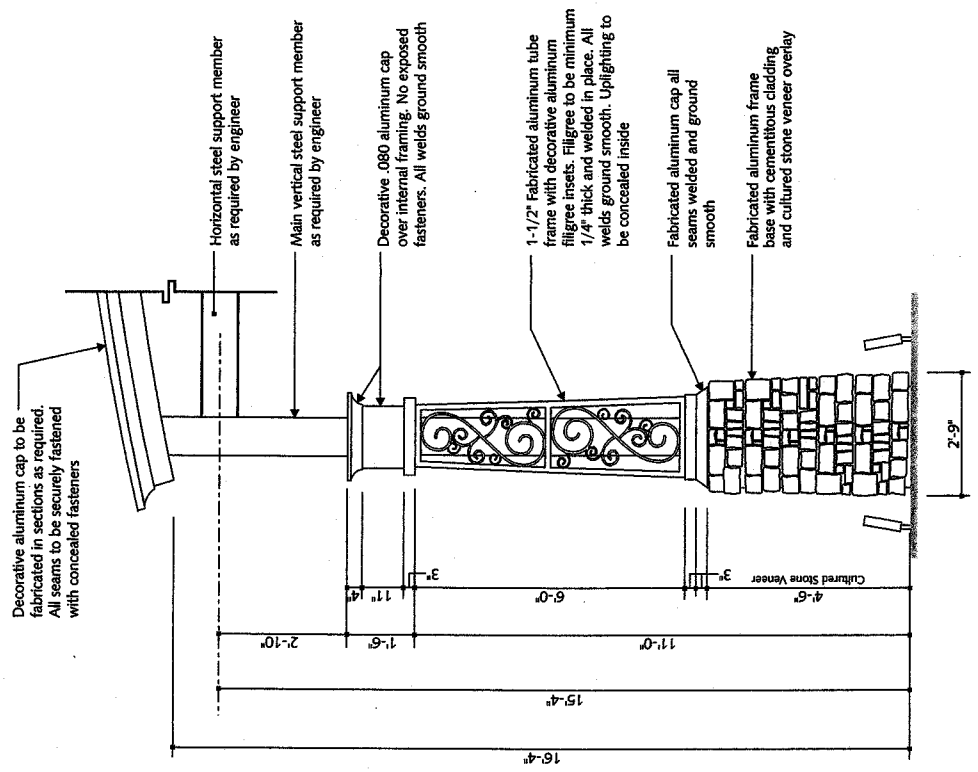 Decorative aluminum cap to be
fabricated in sections as required.
All seams to be securely fastened
with concealed fasteners
Horizontal steel support member
as required by engineer
Main vertical steel support member
as required by engineer
Decorative .080 aluminum cap
over internal framing. No exposed
fasteners. All welds ground smooth
1-1/2" Fabricated aluminum tube
frame with decorative aluminum
filigree insets. Filigree to be minimum
1/4" thick and welded in place. All
welds ground smooth. Uplighting to
be concealed inside
Fabricated aluminum cap all
seams welded and ground
smooth
Fabricated aluminum frame
base with cementitous cladding
and cultured stone veneer overlay
4"
11"
3"
6'-0"
3"
4'-6"
Cultured Stone Veneer
2'-10"
1'-6"
11'-0"
15'-4"
16'-4"
2'-9"